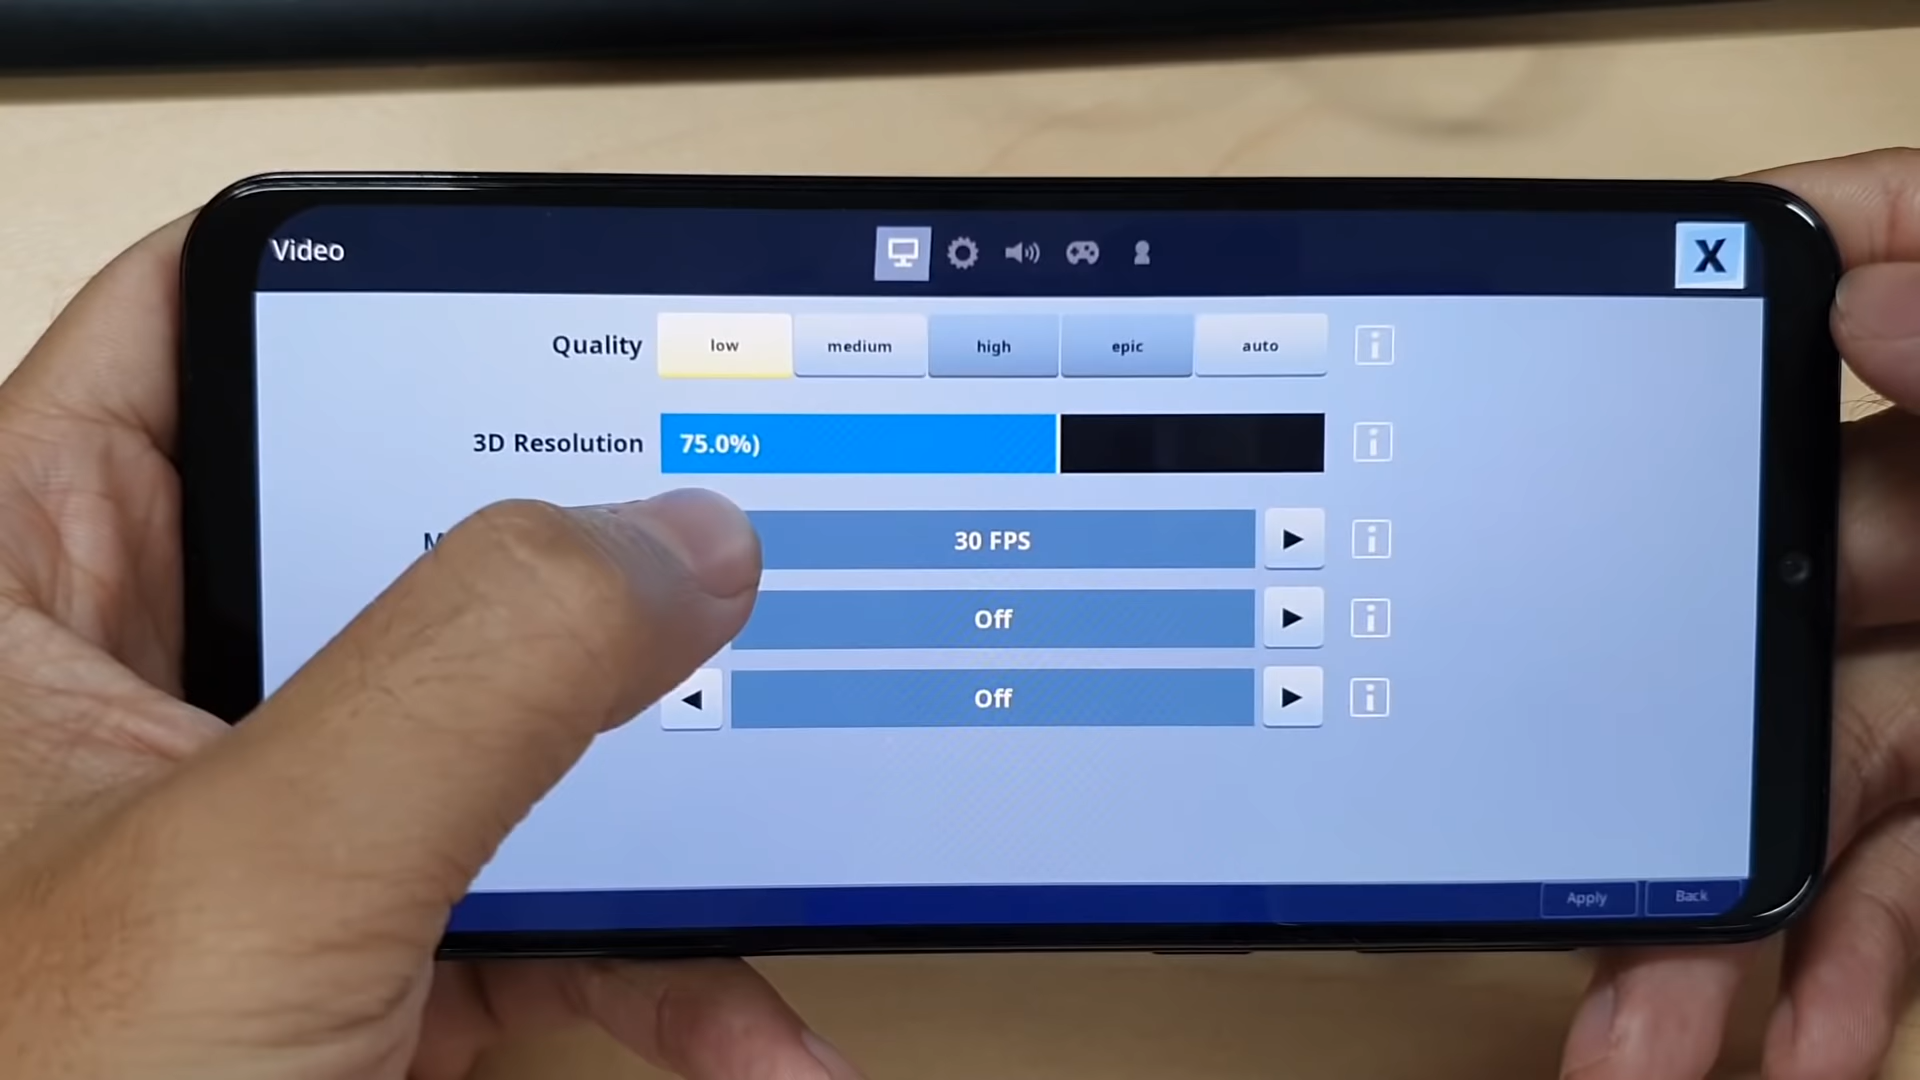 Video
X
Quality low medium high epic auto
3D Resolution 75.0%)
30 FPS
Off
Off
Apply Back